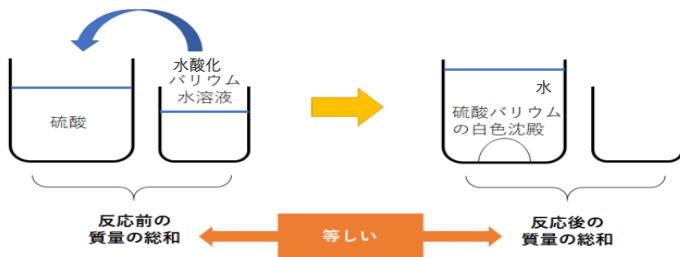 水酸化
バリウム
水溶液
硫酸
水
硫酸バリウム
の白色沈殿
反応前の
質量の総和
等しい
反応後の
質量の総和